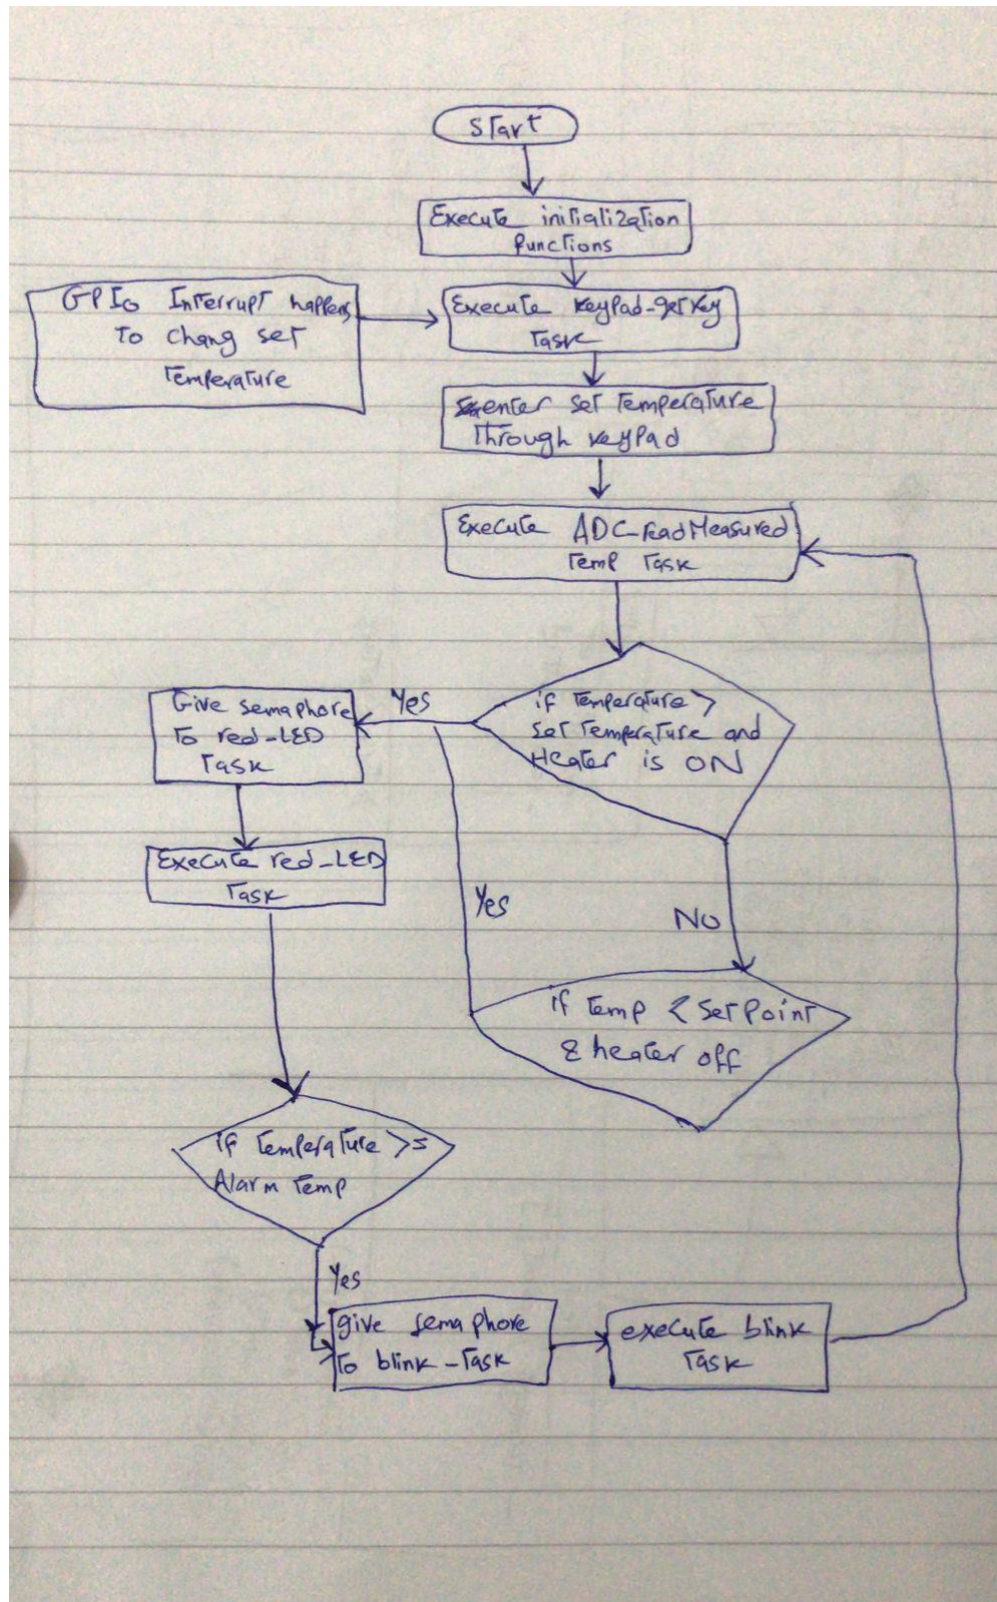 Start
Execute initialization
functions
GPIO Interrupt happens
To chang set
Temperature
Execute keypad-getkey
Task
enter set Temperature
Through keypad
Execute ADC-readMeasured
Temp Task
if Temperature >
Set Temperature and
Heater is ON
Yes
Give semaphore
To red-LED
Task
Execute red_LED
Task
Yes
No
if Temp < SetPoint
& heater off
if Temperature >=
Alarm Temp
Yes
give semaphore
To blink-Task
execute blink
Task